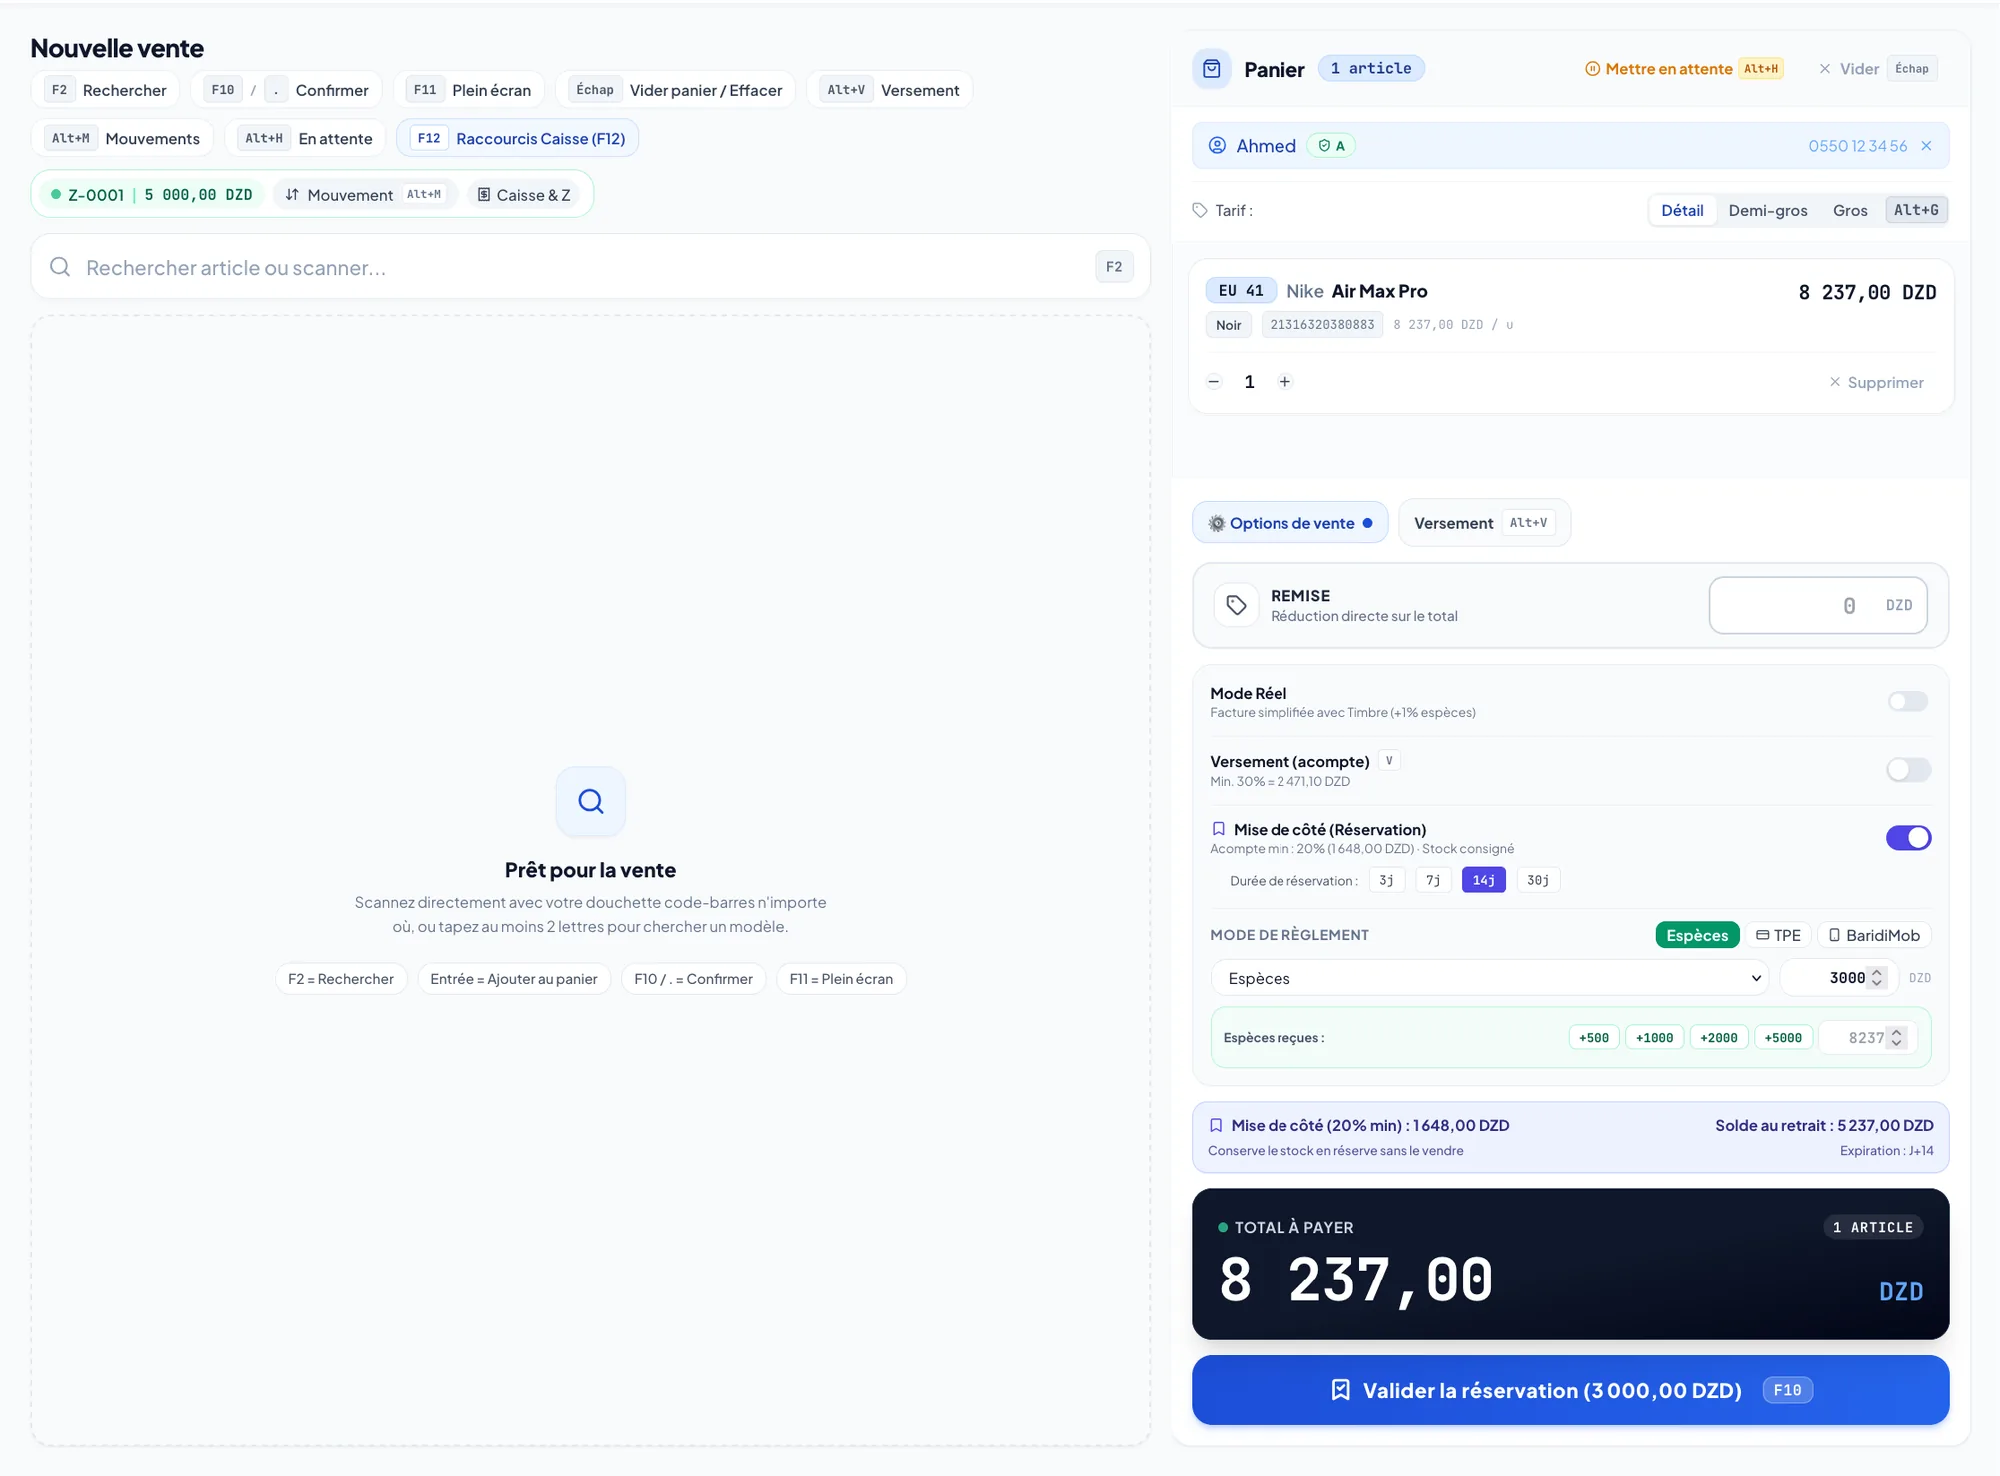 Nouvelle vente
F2 Rechercher F10 / . Confirmer F11 Plein écran Échap Vider panier / Effacer Alt+V Versement
Alt+M Mouvements Alt+H En attente F12 Raccourcis Caisse (F12)
Z-0001 | 5 000,00 DZD Mouvement Alt+M Caisse & Z
Rechercher article ou scanner... F2
Prêt pour la vente
Scannez directement avec votre douchette code-barres n'importe
où, ou tapez au moins 2 lettres pour chercher un modèle.
F2 = Rechercher Entrée = Ajouter au panier F10 / . = Confirmer F11 = Plein écran
Panier 1 article Mettre en attente Alt+H × Vider Échap
Ahmed A 0550 12 34 56 ×
Tarif : Détail Demi-gros Gros Alt+G
EU 41 Nike Air Max Pro 8 237,00 DZD
Noir 21316320380883 8 237,00 DZD / u
− 1 + × Supprimer
Options de vente Versement Alt+V
REMISE
Réduction directe sur le total
0 DZD
Mode Réel
Facture simplifiée avec Timbre (+1% espèces)
Versement (acompte) V
Min. 30% = 2 471,10 DZD
Mise de côté (Réservation)
Acompte min : 20% (1 648,00 DZD) · Stock consigné
Durée de réservation : 3j 7j 14j 30j
MODE DE RÈGLEMENT Espèces TPE BaridiMob
Espèces 3000 DZD
Espèces reçues : +500 +1000 +2000 +5000 8237
Mise de côté (20% min) : 1 648,00 DZD Solde au retrait : 5 237,00 DZD
Conserve le stock en réserve sans le vendre Expiration : J+14
TOTAL À PAYER 1 ARTICLE
8 237,00 DZD
Valider la réservation (3 000,00 DZD) F10